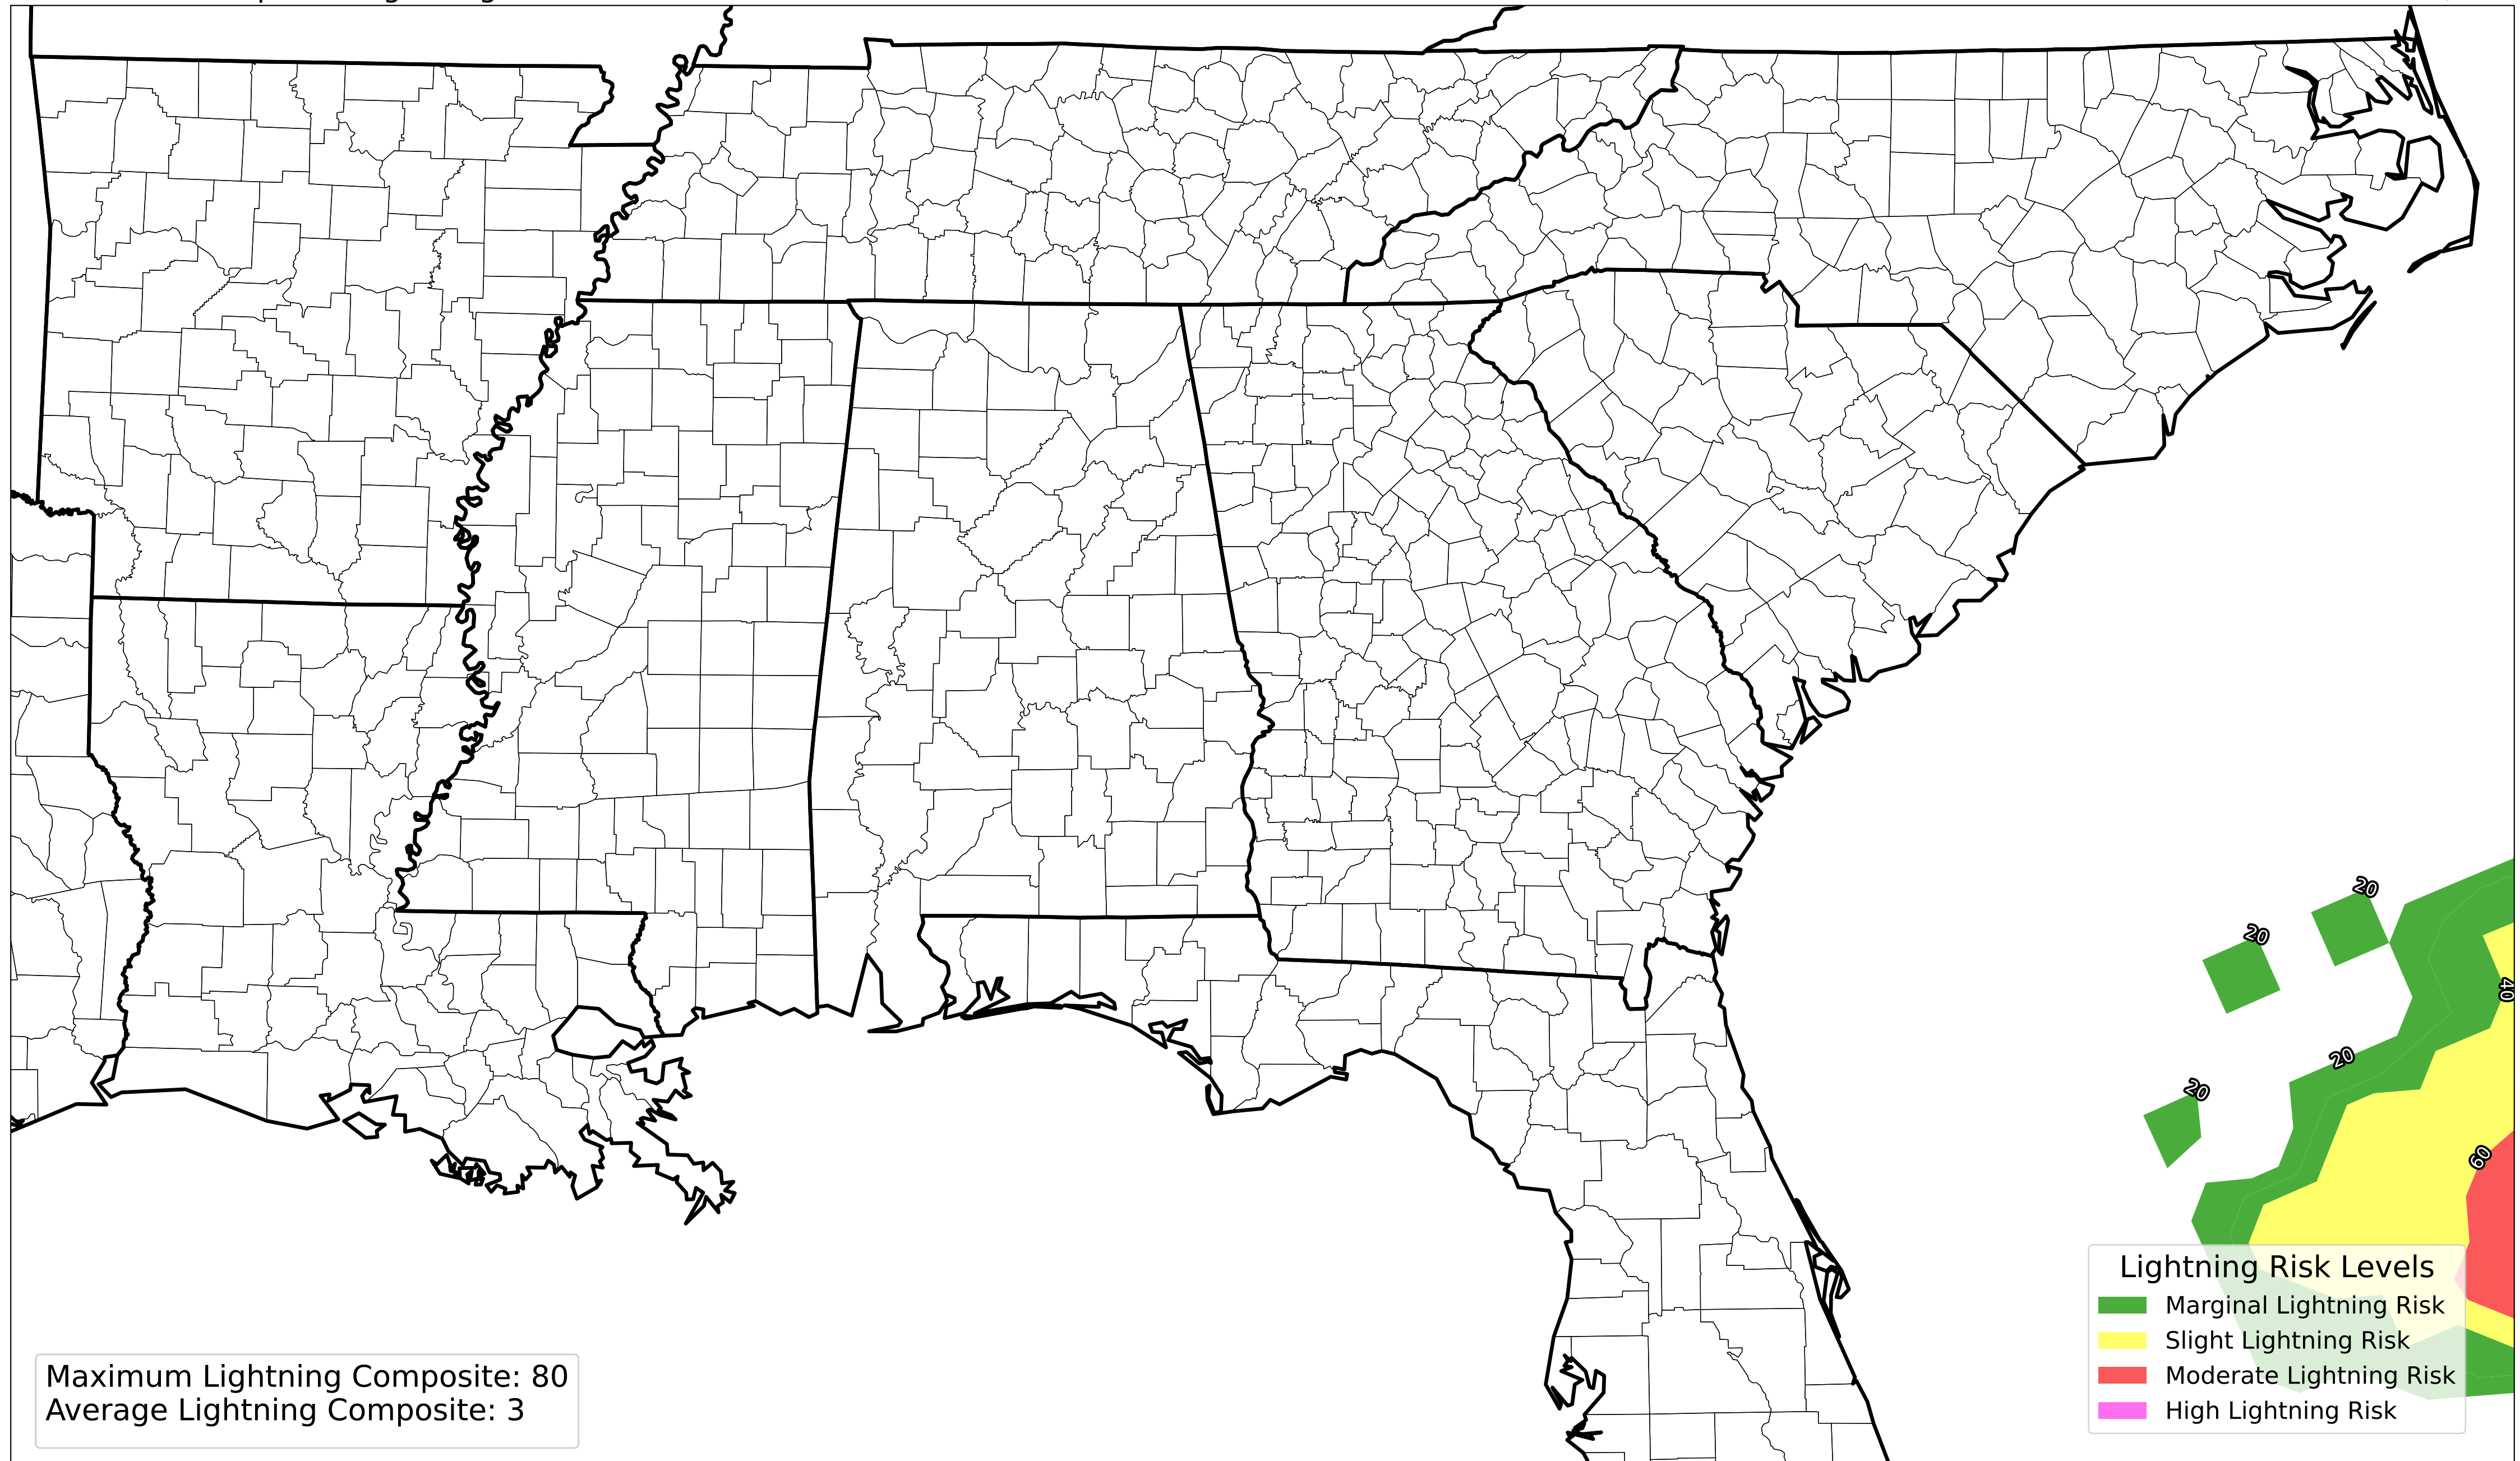 20
20
40
20
20
60
Lightning Risk Levels
Marginal Lightning Risk
Slight Lightning Risk
Moderate Lightning Risk
High Lightning Risk
Maximum Lightning Composite: 80
Average Lightning Composite: 3